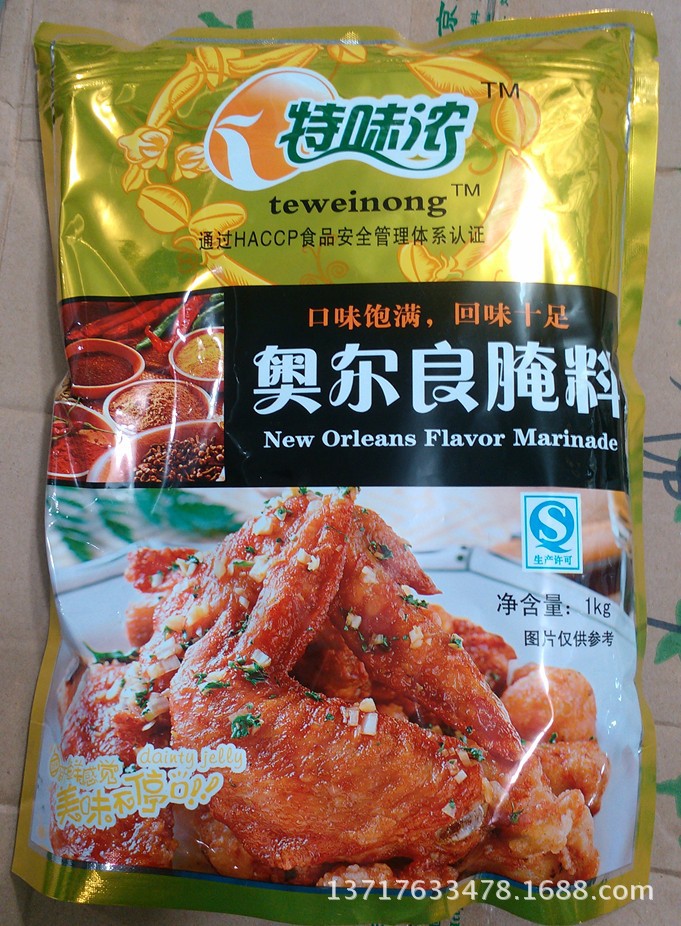 特味浓 TM
teweinong TM
通过HACCP食品安全管理体系认证
口味饱满，回味十足
奥尔良腌料
New Orleans Flavor Marinade
S
生产许可
净含量：1kg
图片仅供参考
dainty jelly
感觉
美味不停口!!
13717633478.1688.com
京